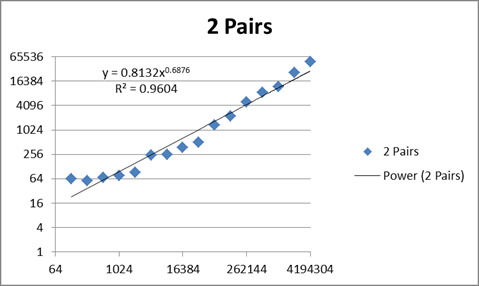 2 Pairs
y = 0.8132x^0.6876
R² = 0.9604
65536
16384
4096
1024
256
64
16
4
1
64 1024 16384 262144 4194304
2 Pairs
Power (2 Pairs)